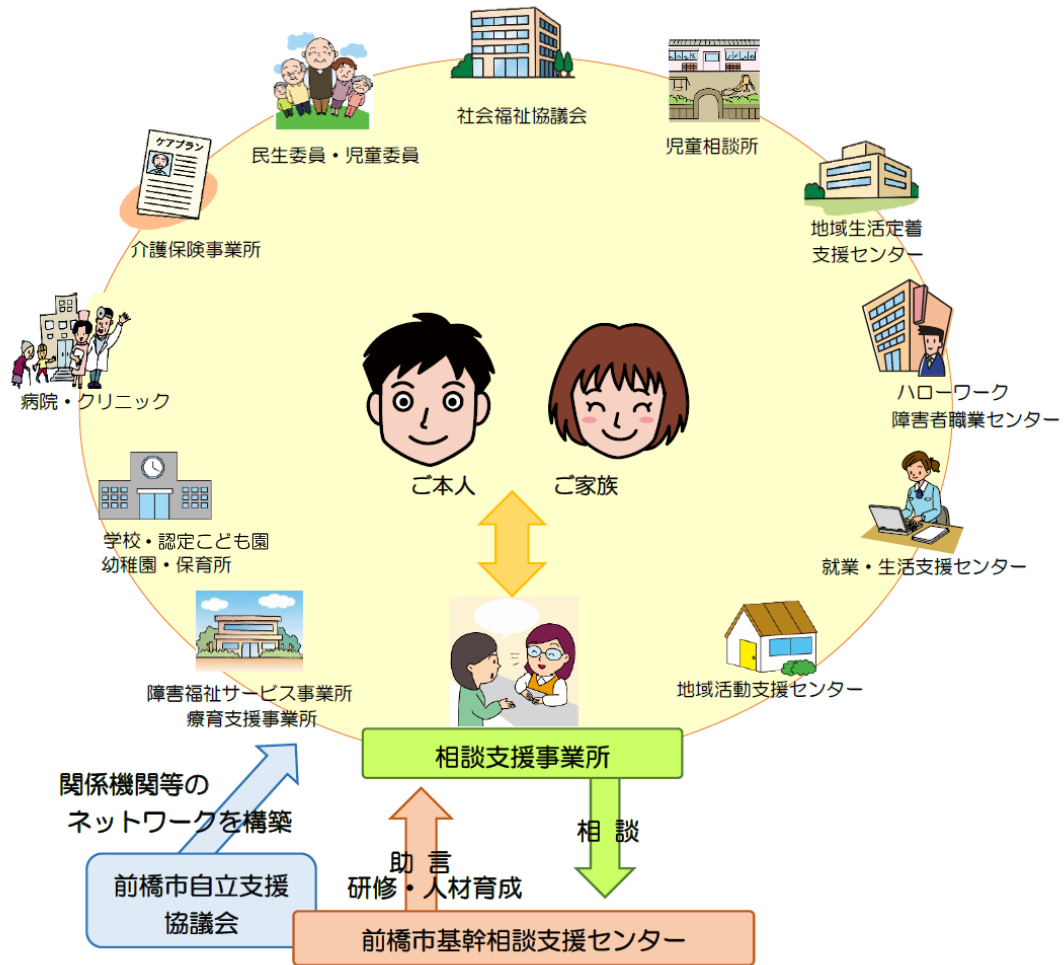 社会福祉協議会
民生委員・児童委員
児童相談所
ケアプラン
介護保険事業所
地域生活定着
支援センター
病院・クリニック
ハローワーク
障害者職業センター
ご本人
ご家族
学校・認定こども園
幼稚園・保育所
就業・生活支援センター
障害福祉サービス事業所
療育支援事業所
地域活動支援センター
相談支援事業所
関係機関等の
ネットワークを構築
相 談
助 言
研修・人材育成
前橋市自立支援
協議会
前橋市基幹相談支援センター